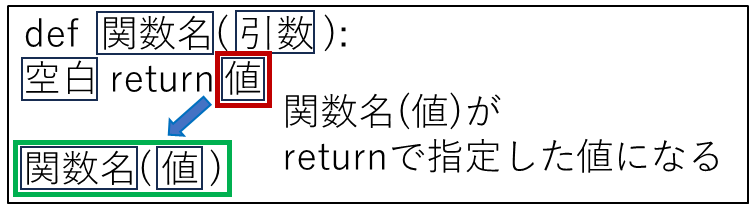 def 関数名(引数):
空白 return 値
関数名(値)が
returnで指定した値になる
関数名(値)